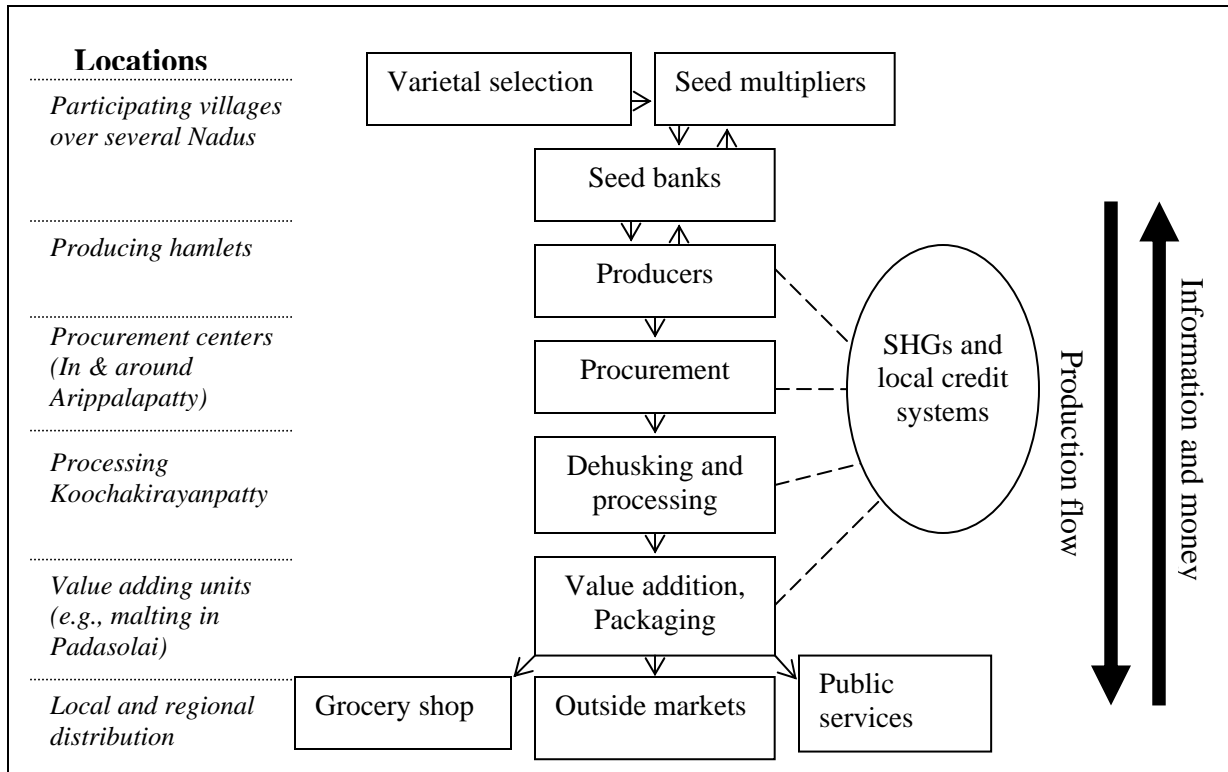 Locations
Participating villages
over several Nadus
Producing hamlets
Procurement centers
(In & around
Arippalapatty)
Processing
Koochakirayanpatty
Value adding units
(e.g., malting in
Padasolai)
Local and regional
distribution
Varietal selection
Seed multipliers
Seed banks
Producers
Procurement
Dehusking and
processing
Value addition,
Packaging
Grocery shop
Outside markets
Public
services
SHGs and
local credit
systems
Production flow
Information and money